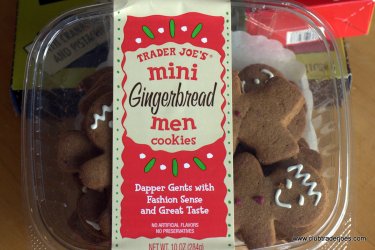 TRADER JOE'S®
mini
Gingerbread
men
cookies
Dapper Gents with
Fashion Sense
and Great Taste
NO ARTIFICIAL FLAVORS
NO PRESERVATIVES
NET WT. 10 OZ (284g)
www.clubtradejoes.com